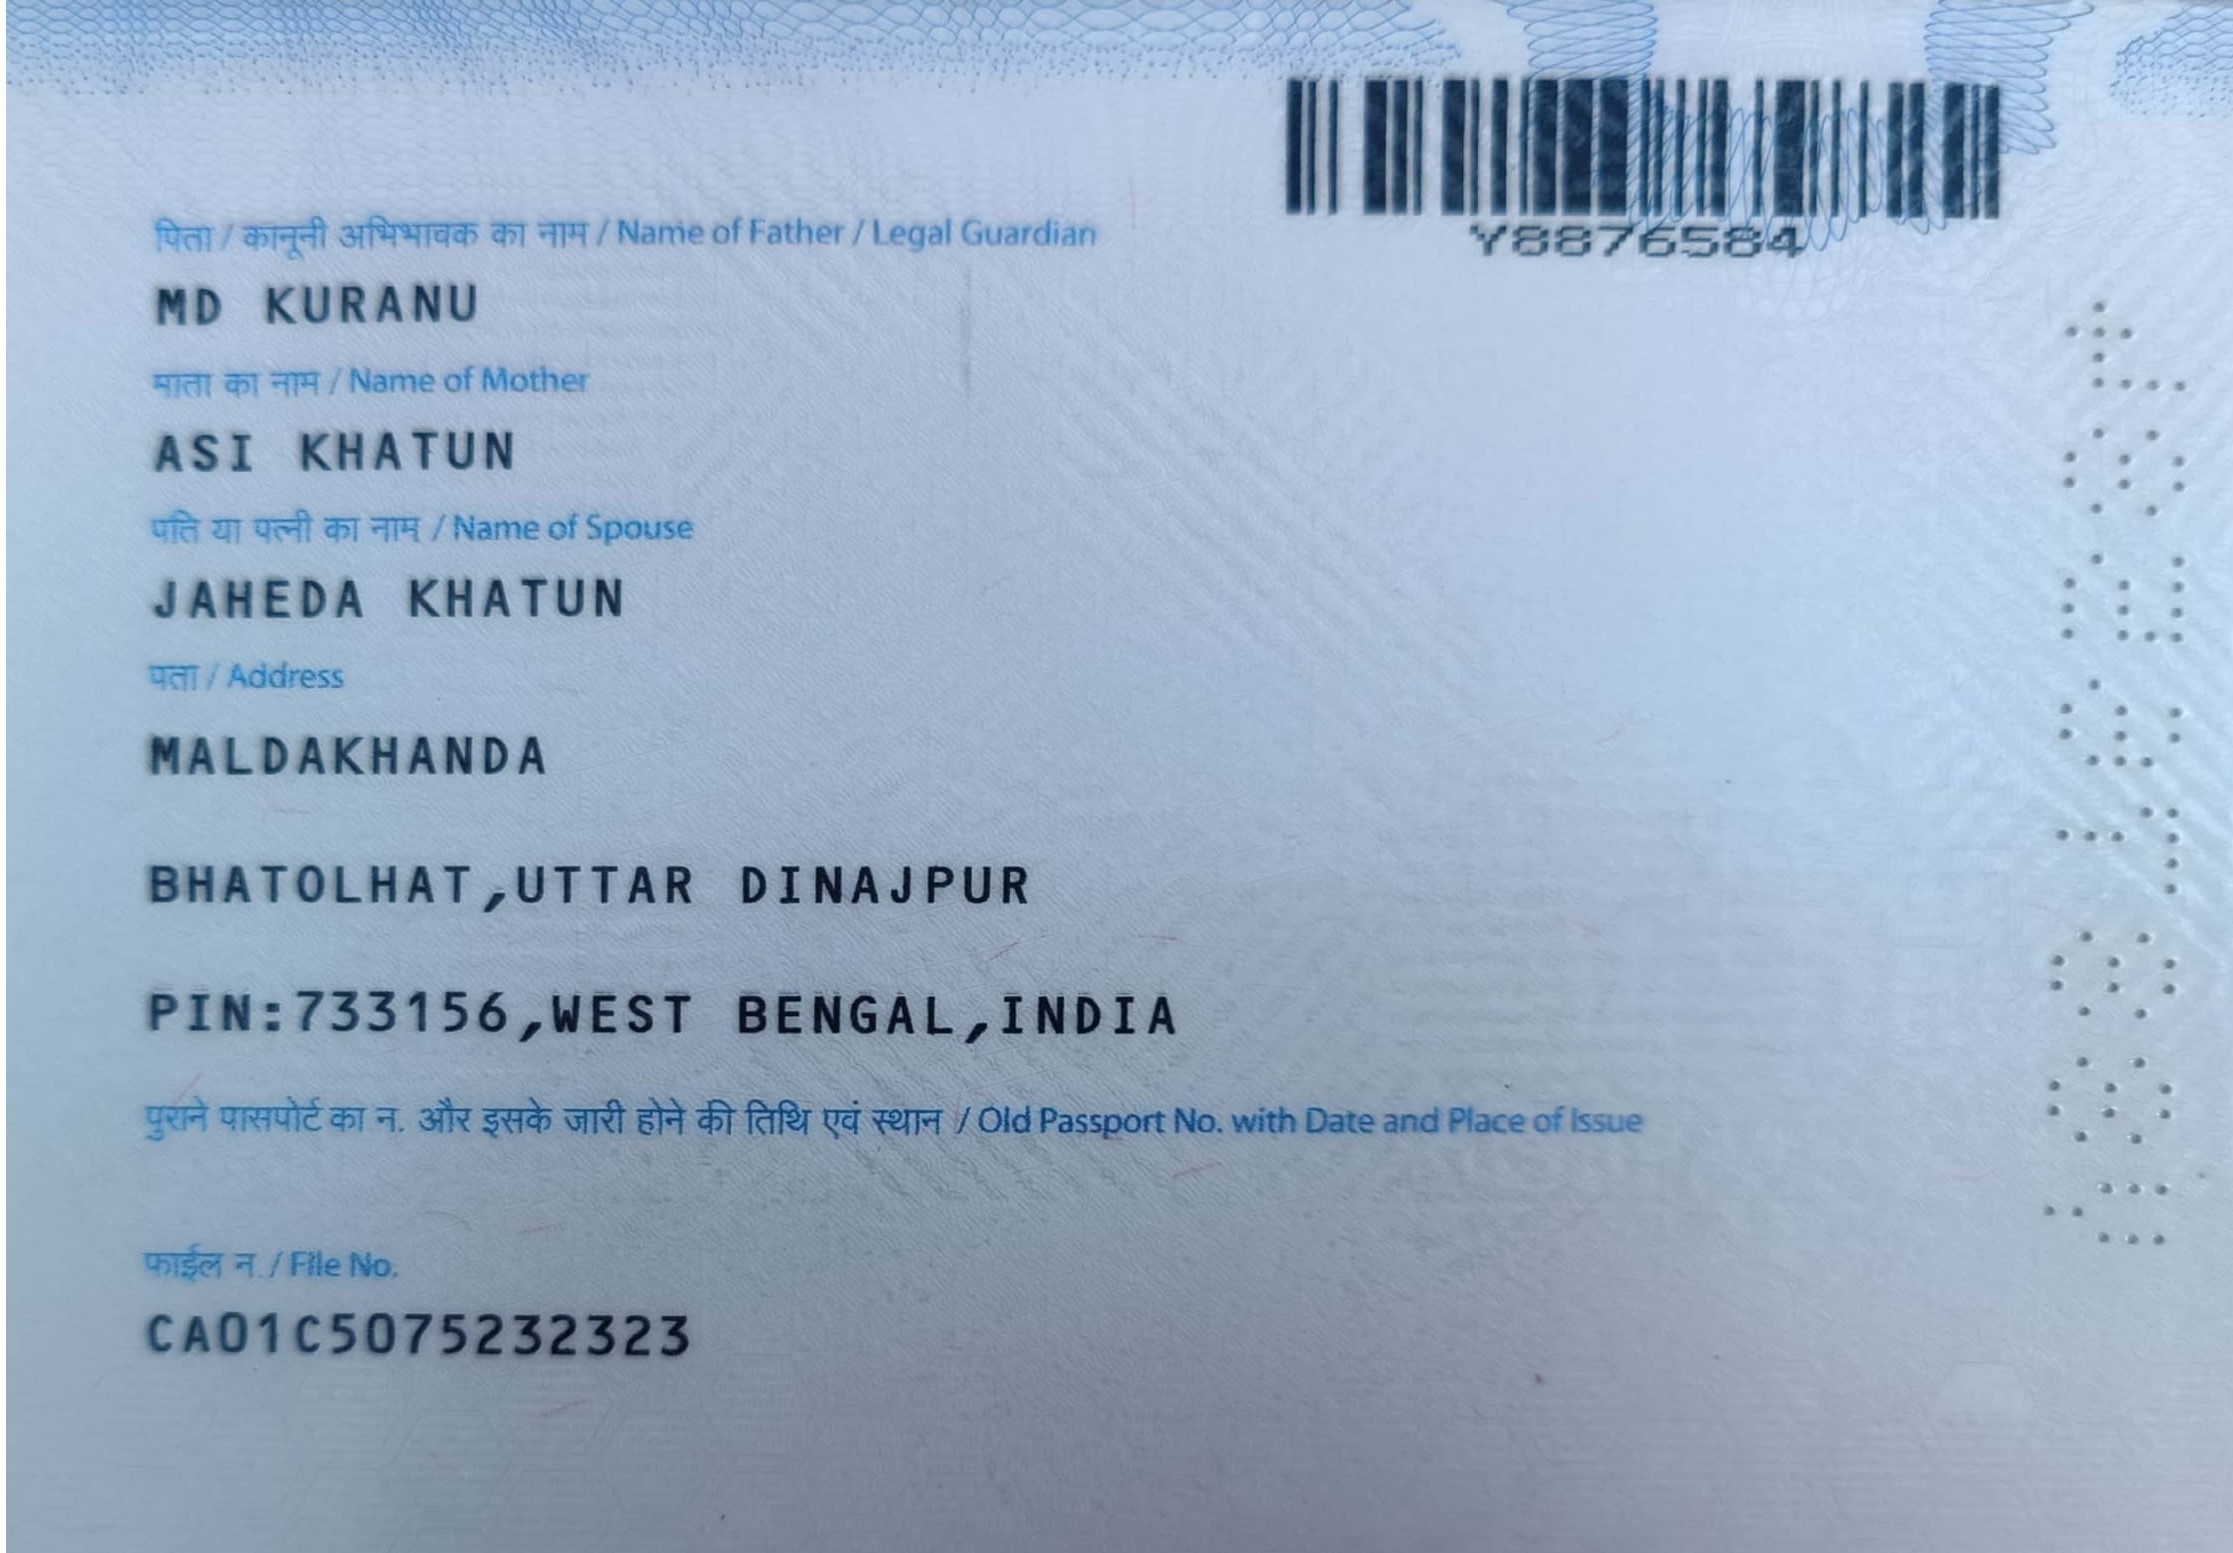 Y8876584
पिता / कानूनी अभिभावक का नाम / Name of Father / Legal Guardian
MD KURANU
माता का नाम / Name of Mother
ASI KHATUN
पति या पत्नी का नाम / Name of Spouse
JAHEDA KHATUN
पता / Address
MALDAKHANDA
BHATOLHAT,UTTAR DINAJPUR
PIN:733156,WEST BENGAL,INDIA
पुराने पासपोर्ट का न. और इसके जारी होने की तिथि एवं स्थान / Old Passport No. with Date and Place of Issue
फाईल न. / File No.
CA01C5075232323
Y8876584